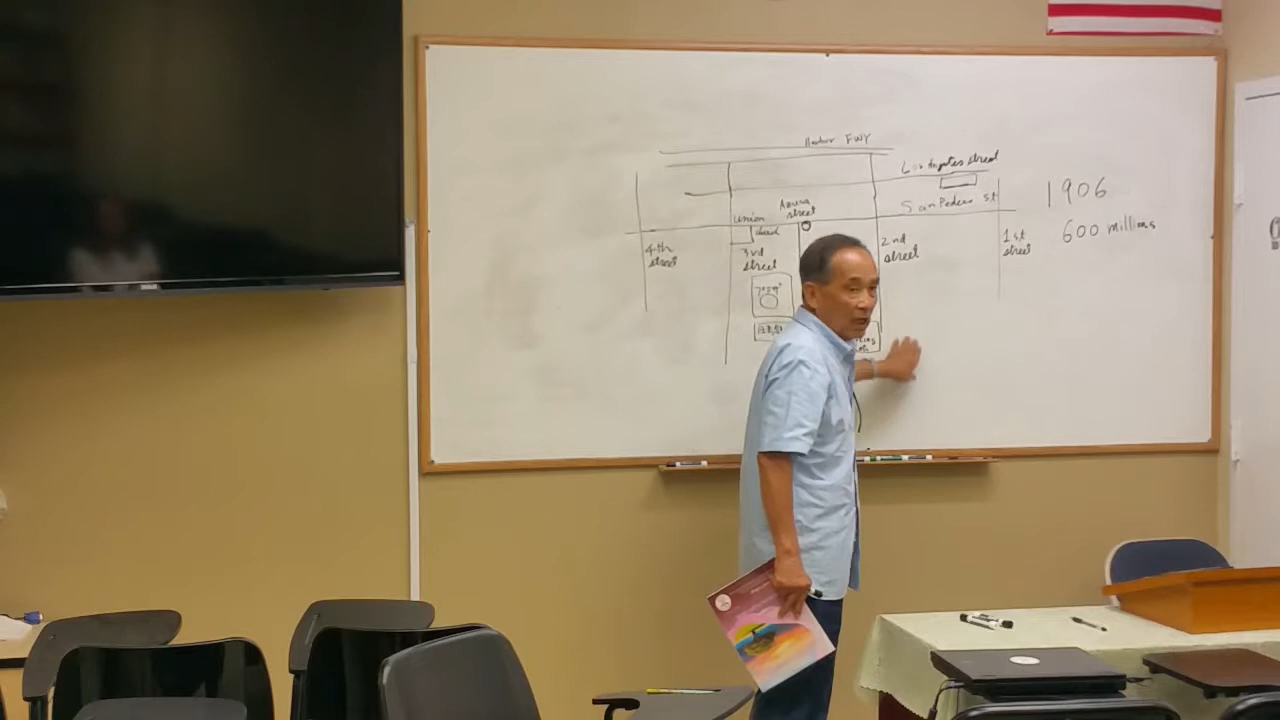 Harbor FWY
Los Angeles street
San Pedro st
1906
600 millions
Azusa
street
Union
3rd
street
4th
street
2nd
street
1st
street